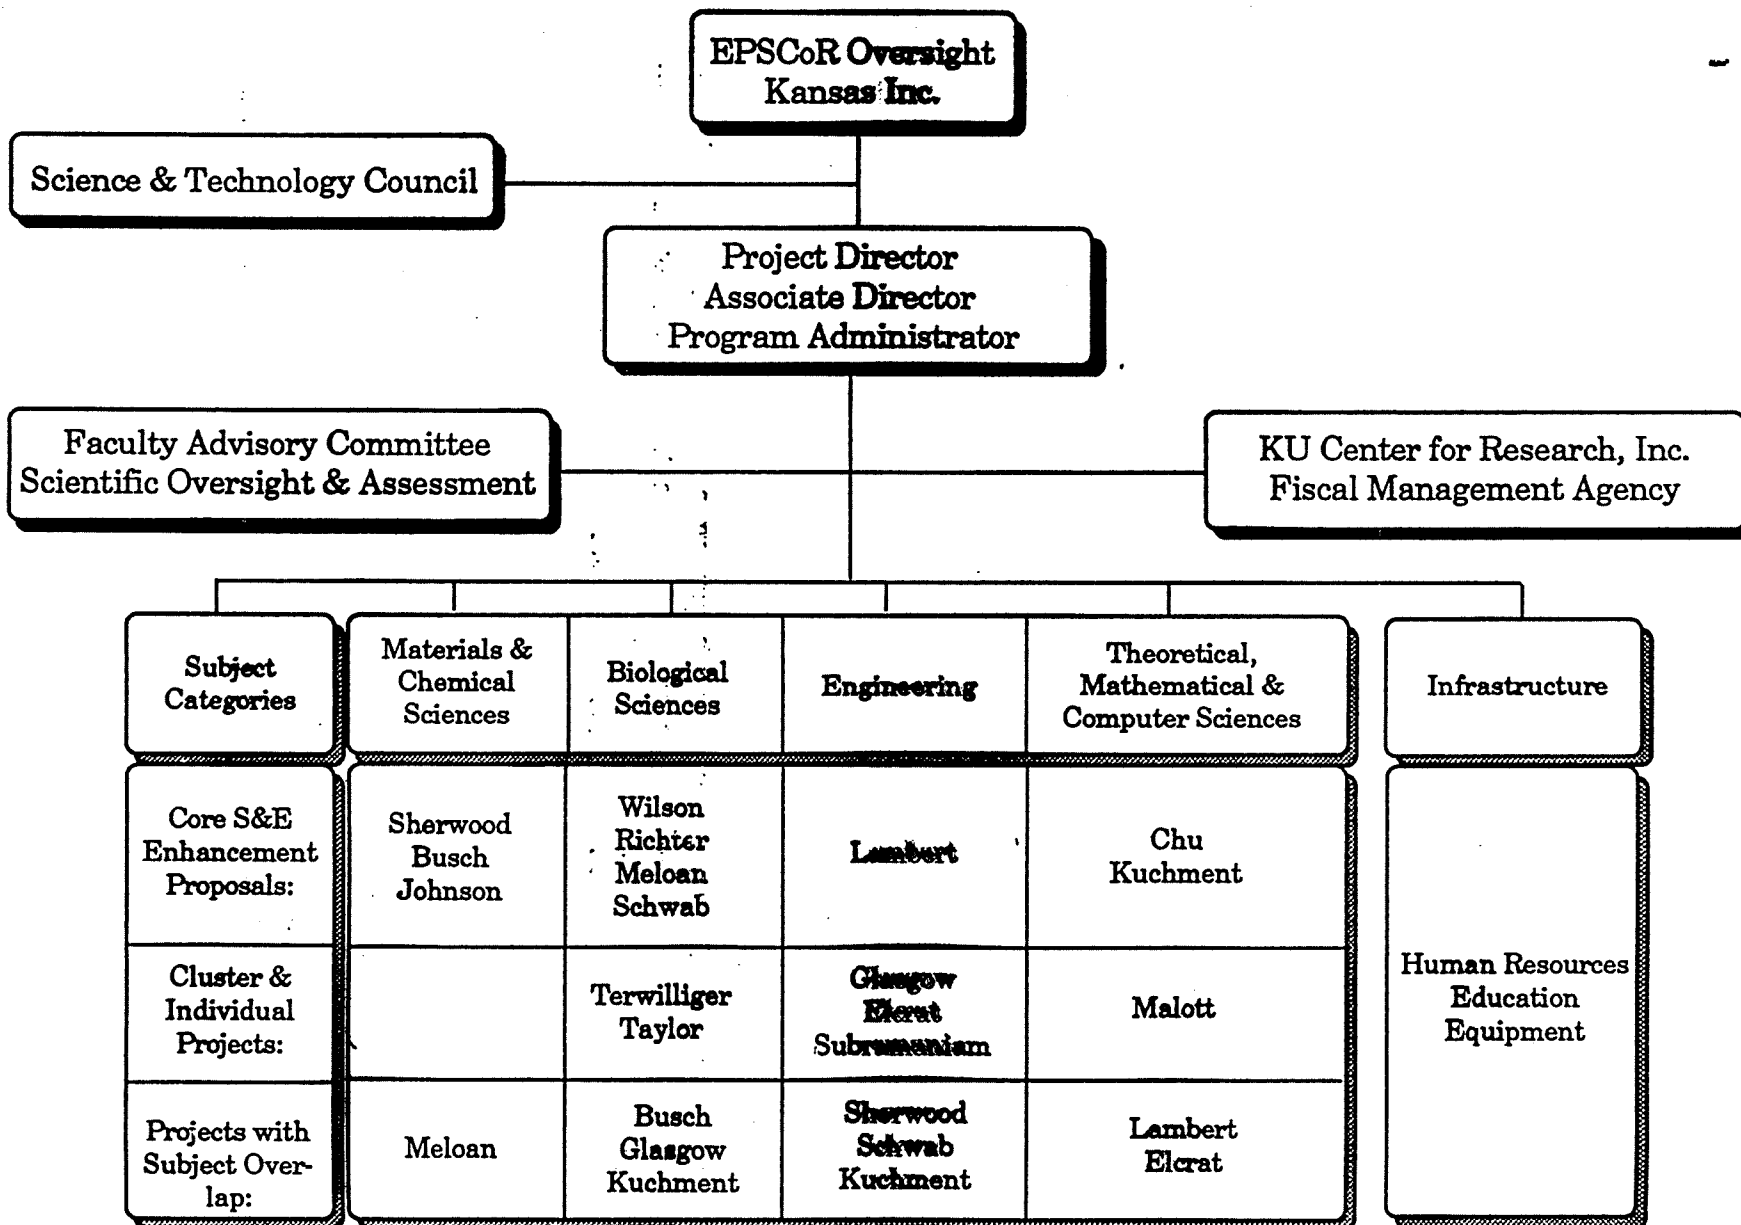 EPSCoR Oversight
Kansas Inc.
Science & Technology Council
Project Director
Associate Director
Program Administrator
Faculty Advisory Committee
Scientific Oversight & Assessment
KU Center for Research, Inc.
Fiscal Management Agency
Subject
Categories
Materials &
Chemical
Sciences
Biological
Sciences
Engineering
Theoretical,
Mathematical &
Computer Sciences
Infrastructure
Core S&E
Enhancement
Proposals:
Sherwood
Busch
Johnson
Wilson
Richter
Meloan
Schwab
Lambert
Chu
Kuchment
Cluster &
Individual
Projects:
Terwilliger
Taylor
Glasgow
Elcrat
Subramaniam
Malott
Human Resources
Education
Equipment
Projects with
Subject Over-
lap:
Meloan
Busch
Glasgow
Kuchment
Sherwood
Schwab
Kuchment
Lambert
Elcrat